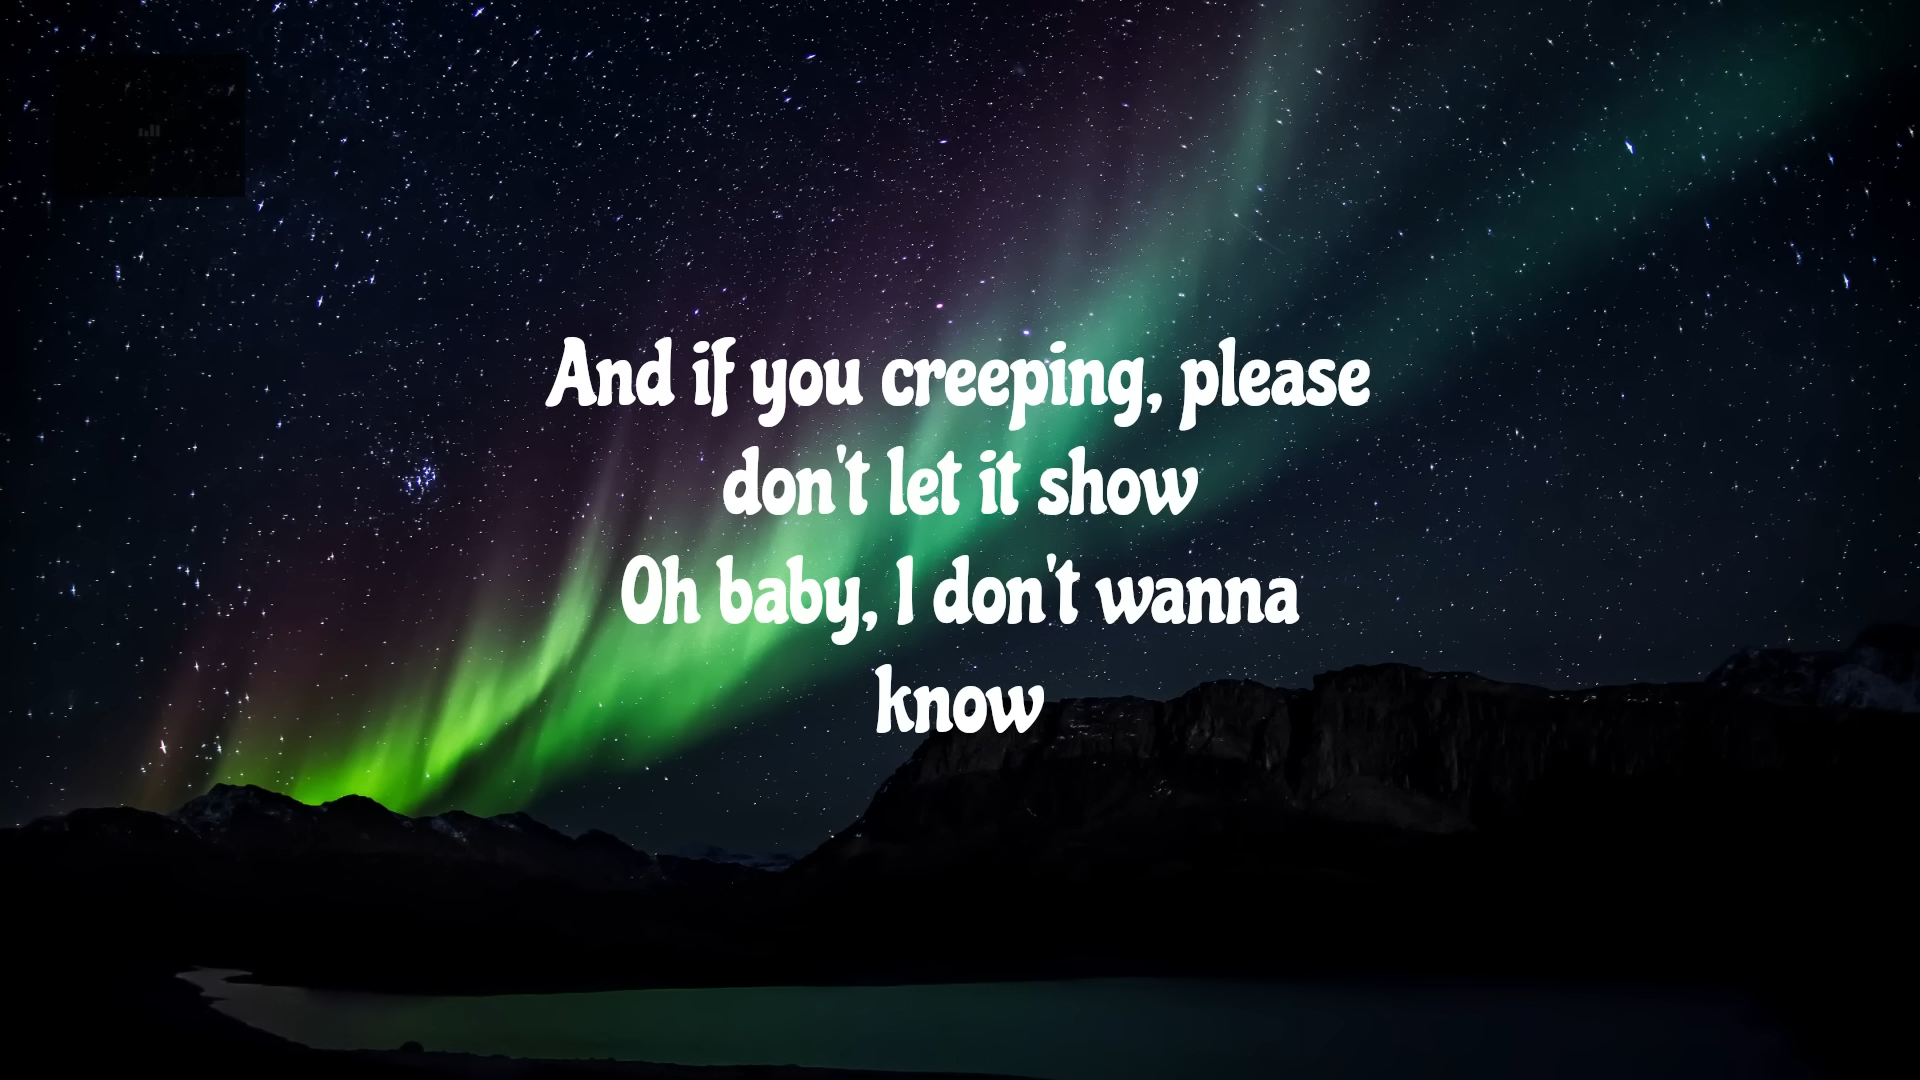 And if you creeping, please
don't let it show
Oh baby, I don't wanna
know